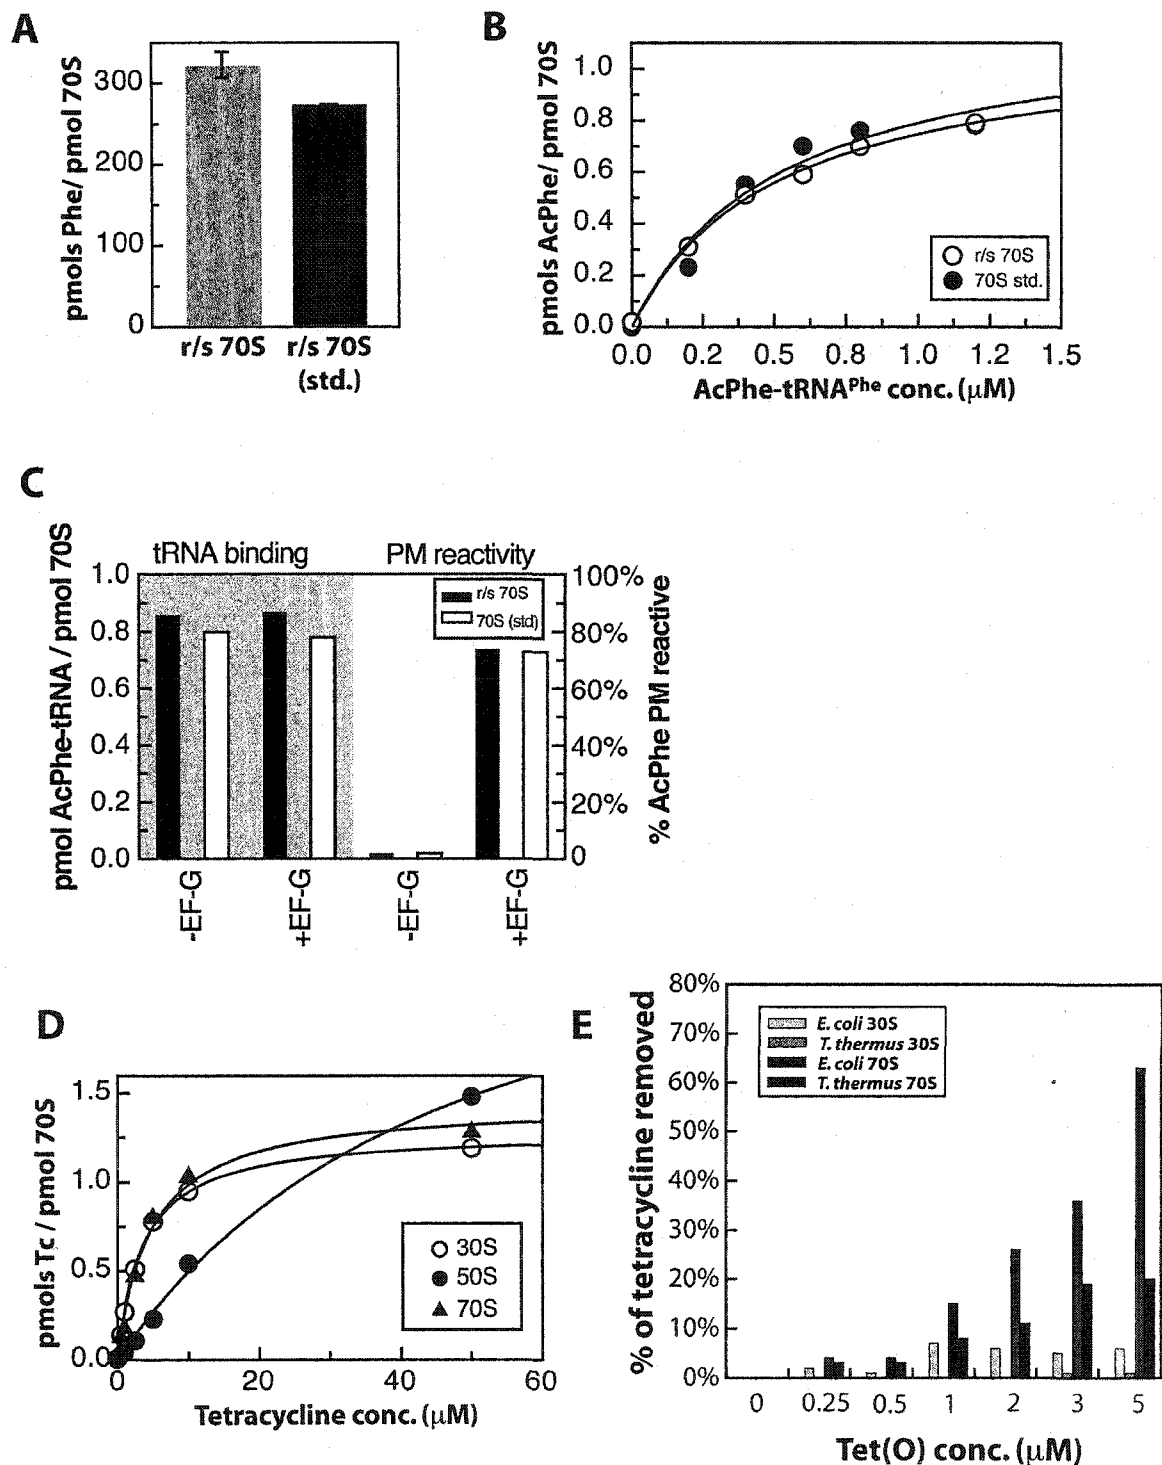 A
pmols Phe/ pmol 70S
300
200
100
0
r/s 70S
r/s 70S
(std.)
B
pmols AcPhe/ pmol 70S
1.0
0.8
0.6
0.4
0.2
0.0
r/s 70S
70S std.
0.0 0.2 0.5 0.8 1.0 1.2 1.5
AcPhe-tRNAPhe conc. (μM)
C
tRNA binding
PM reactivity
pmol AcPhe-tRNA / pmol 70S
1.0
0.8
0.6
0.4
0.2
0.0
r/s 70S
70S (std)
100%
80%
60%
40%
20%
0
% AcPhe PM reactive
-EF-G
+EF-G
-EF-G
+EF-G
D
pmols Tc / pmol 70S
1.5
1.0
0.5
0.0
30S
50S
70S
0 20 40 60
Tetracycline conc. (μM)
E
% of tetracycline removed
80%
70%
60%
50%
40%
30%
20%
10%
0%
E. coli 30S
T. thermus 30S
E. coli 70S
T. thermus 70S
0 0.25 0.5 1 2 3 5
Tet(O) conc. (μM)